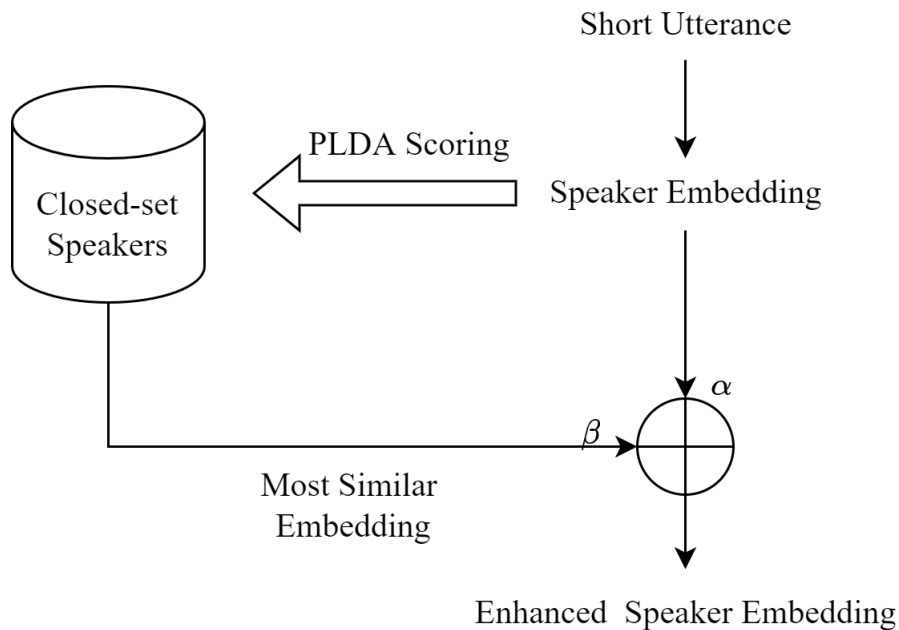 Short Utterance
PLDA Scoring
Closed-set
Speakers
Speaker Embedding
α
β
Most Similar
Embedding
Enhanced Speaker Embedding